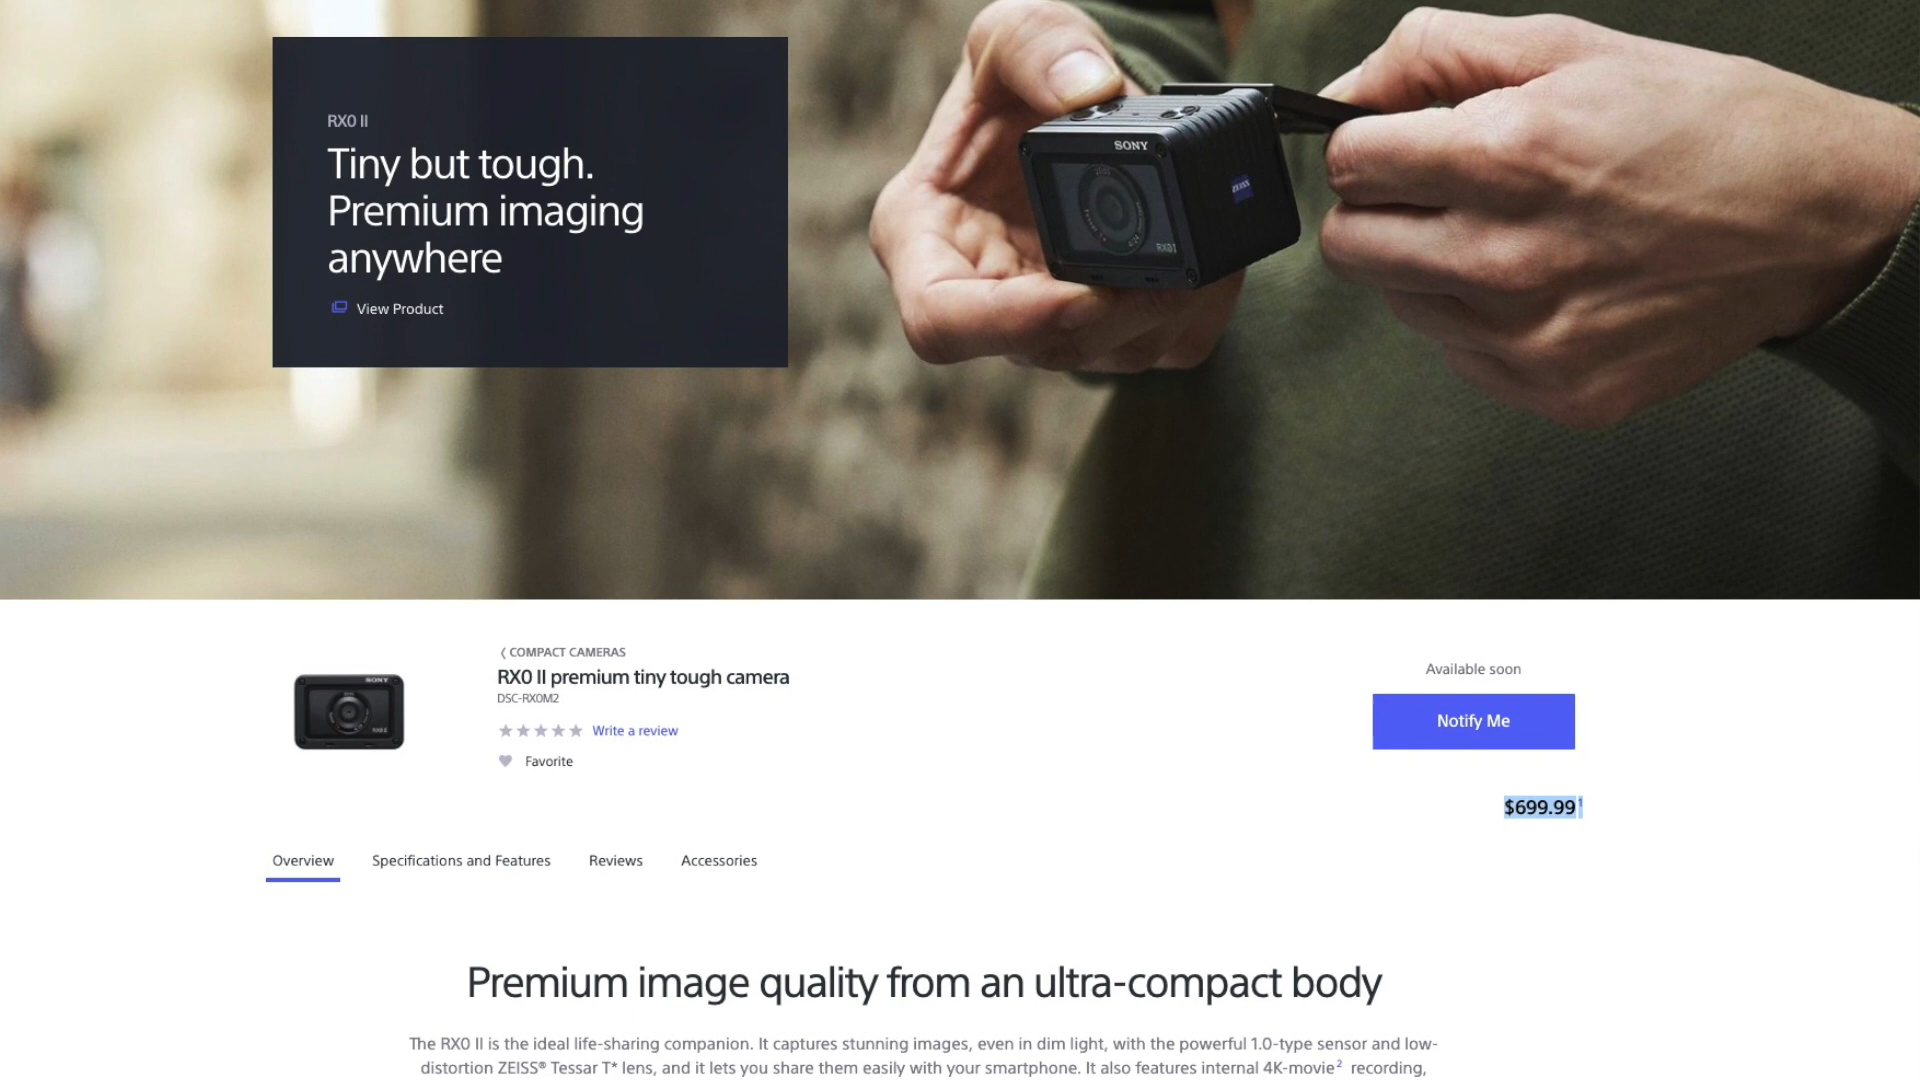 SONY
ZEISS
RX0II
RX0 II
Tiny but tough.
Premium imaging
anywhere
View Product
SONY
COMPACT CAMERAS
RX0 II premium tiny tough camera
DSC-RX0M2
Write a review
Favorite
Available soon
Notify Me
$699.99 1
Overview
Specifications and Features
Reviews
Accessories
Premium image quality from an ultra-compact body
The RX0 II is the ideal life-sharing companion. It captures stunning images, even in dim light, with the powerful 1.0-type sensor and low-
distortion ZEISS® Tessar T* lens, and it lets you share them easily with your smartphone. It also features internal 4K-movie2 recording,